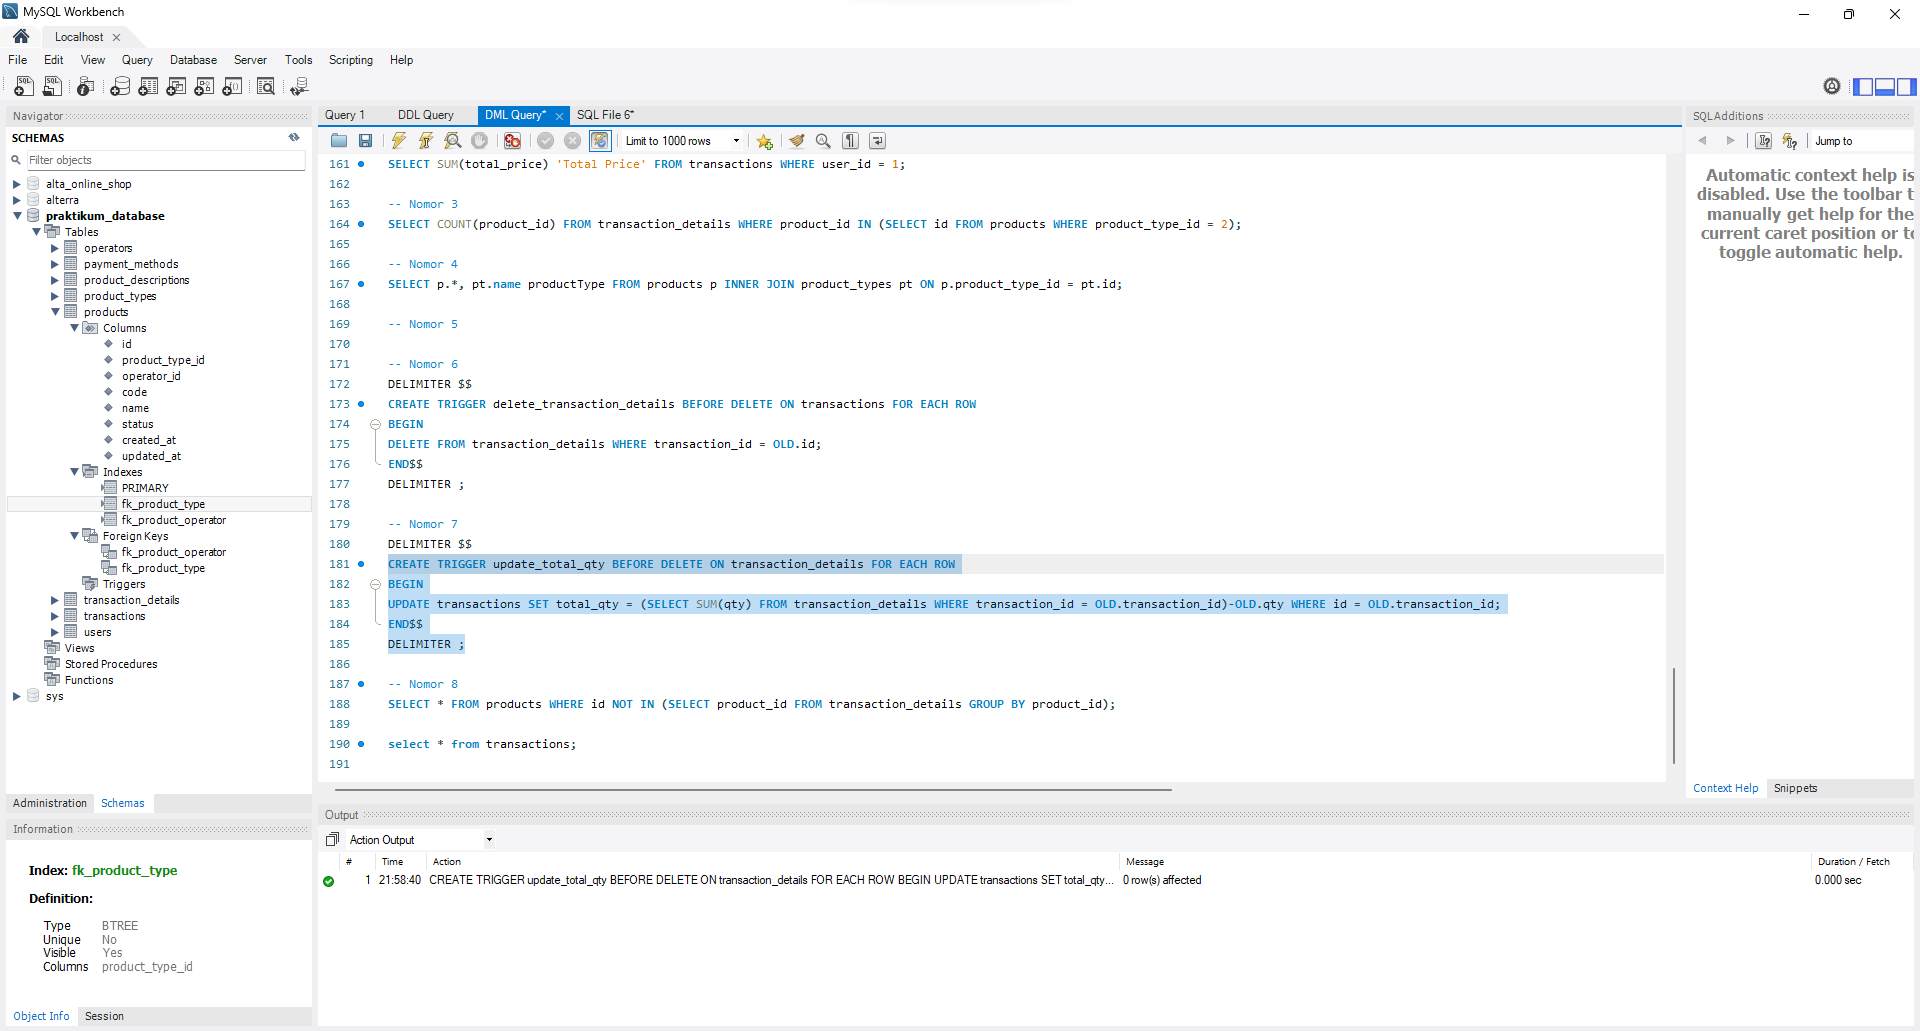 MySQL Workbench
Localhost
File Edit View Query Database Server Tools Scripting Help
Navigator
SCHEMAS
Filter objects
alta_online_shop
alterra
praktikum_database
Tables
operators
payment_methods
product_descriptions
product_types
products
Columns
id
product_type_id
operator_id
code
name
status
created_at
updated_at
Indexes
PRIMARY
fk_product_type
fk_product_operator
Foreign Keys
fk_product_operator
fk_product_type
Triggers
transaction_details
transactions
users
Views
Stored Procedures
Functions
sys
Administration Schemas
Information
Index: fk_product_type
Definition:
Type BTREE
Unique No
Visible Yes
Columns product_type_id
Object Info Session
Query 1 DDL Query DML Query* SQL File 6*
Limit to 1000 rows
161 SELECT SUM(total_price) 'Total Price' FROM transactions WHERE user_id = 1;
162
163 -- Nomor 3
164 SELECT COUNT(product_id) FROM transaction_details WHERE product_id IN (SELECT id FROM products WHERE product_type_id = 2);
165
166 -- Nomor 4
167 SELECT p.*, pt.name productType FROM products p INNER JOIN product_types pt ON p.product_type_id = pt.id;
168
169 -- Nomor 5
170
171 -- Nomor 6
172 DELIMITER $$
173 CREATE TRIGGER delete_transaction_details BEFORE DELETE ON transactions FOR EACH ROW
174 BEGIN
175 DELETE FROM transaction_details WHERE transaction_id = OLD.id;
176 END$$
177 DELIMITER ;
178
179 -- Nomor 7
180 DELIMITER $$
181 CREATE TRIGGER update_total_qty BEFORE DELETE ON transaction_details FOR EACH ROW
182 BEGIN
183 UPDATE transactions SET total_qty = (SELECT SUM(qty) FROM transaction_details WHERE transaction_id = OLD.transaction_id)-OLD.qty WHERE id = OLD.transaction_id;
184 END$$
185 DELIMITER ;
186
187 -- Nomor 8
188 SELECT * FROM products WHERE id NOT IN (SELECT product_id FROM transaction_details GROUP BY product_id);
189
190 select * from transactions;
191
Output
Action Output
# Time Action Message Duration / Fetch
1 21:58:40 CREATE TRIGGER update_total_qty BEFORE DELETE ON transaction_details FOR EACH ROW BEGIN UPDATE transactions SET total_qty... 0 row(s) affected 0.000 sec
SQLAdditions
Jump to
Automatic context help is
disabled. Use the toolbar t
manually get help for the
current caret position or to
toggle automatic help.
Context Help Snippets